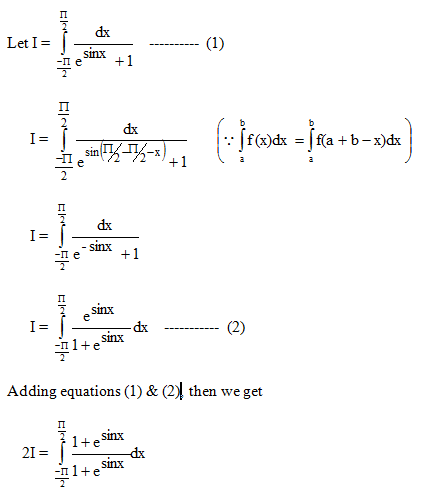 Let I = ∫_{-Π/2}^{Π/2} dx / (e^{sinx} + 1) ---------- (1)
I = ∫_{-Π/2}^{Π/2} dx / (e^{sin(Π/2 - Π/2 - x)} + 1) (∵ ∫_a^b f(x)dx = ∫_a^b f(a + b - x)dx)
I = ∫_{-Π/2}^{Π/2} dx / (e^{- sinx} + 1)
I = ∫_{-Π/2}^{Π/2} e^{sinx} / (1 + e^{sinx}) dx ----------- (2)
Adding equations (1) & (2), then we get
2I = ∫_{-Π/2}^{Π/2} (1 + e^{sinx}) / (1 + e^{sinx}) dx